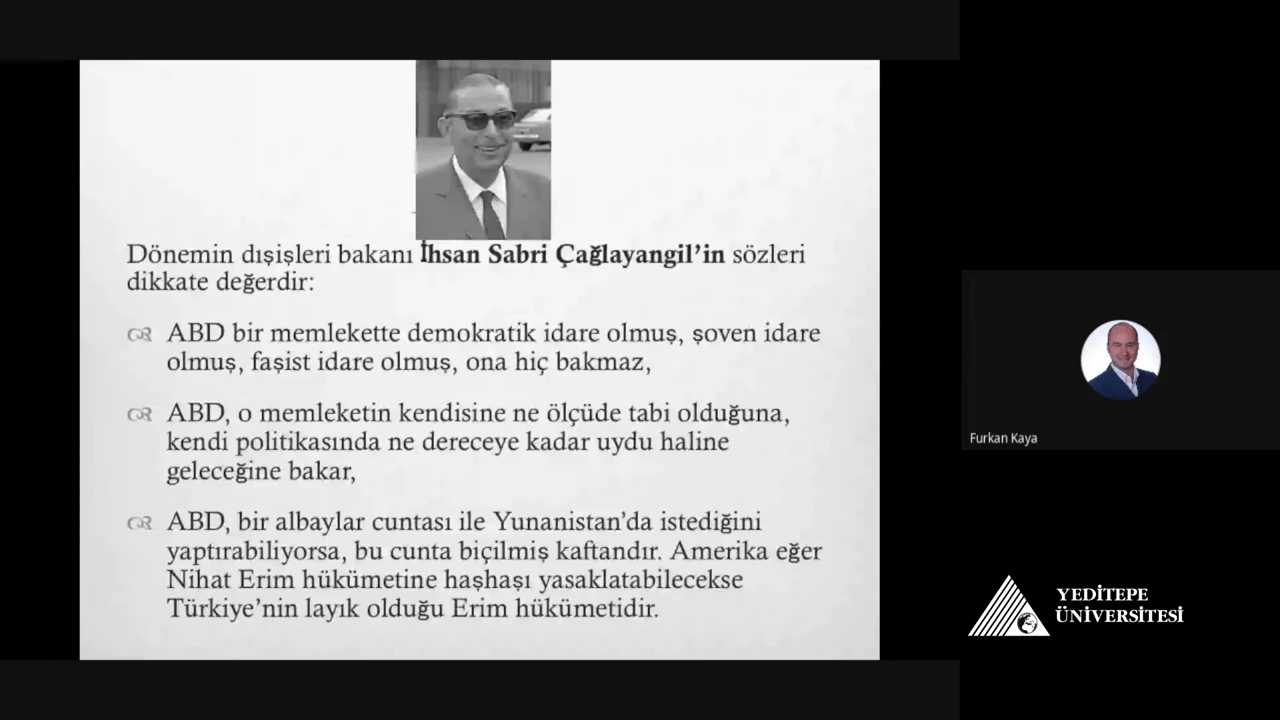 Dönemin dışişleri bakanı İhsan Sabri Çağlayangil’in sözleri
dikkate değerdir:
ABD bir memlekette demokratik idare olmuş, şoven idare
olmuş, faşist idare olmuş, ona hiç bakmaz,
ABD, o memleketin kendisine ne ölçüde tabi olduğuna,
kendi politikasında ne dereceye kadar uydu haline
geleceğine bakar,
ABD, bir albaylar cuntası ile Yunanistan’da istediğini
yaptırabiliyorsa, bu cunta biçilmiş kaftandır. Amerika eğer
Nihat Erim hükümetine haşhaşı yasaklatabilecekse
Türkiye’nin layık olduğu Erim hükümetidir.
Furkan Kaya
YEDİTEPE
ÜNİVERSİTESİ